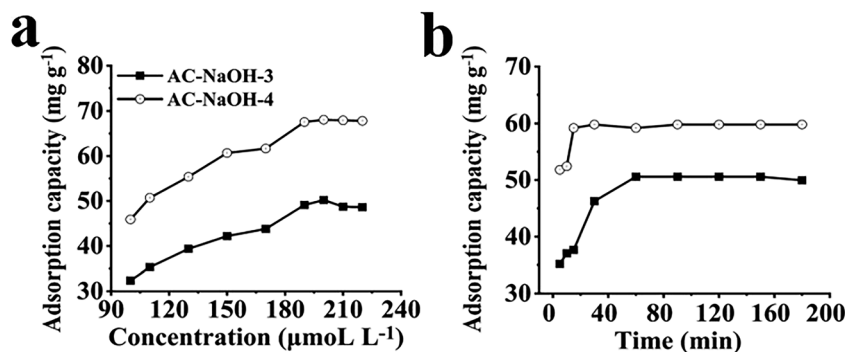 a
Adsorption capacity (mg g-1)
80
70
60
50
40
30
AC-NaOH-3
AC-NaOH-4
90 120 150 180 210 240
Concentration (μmoL L-1)
b
Adsorption capacity (mg g-1)
70
60
50
40
30
0 40 80 120 160 200
Time (min)